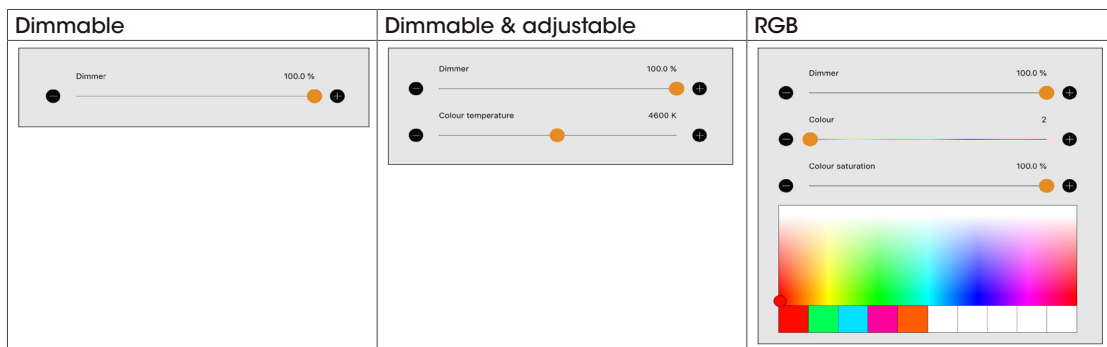 Dimmable
Dimmer 100.0 %
Dimmable & adjustable
Dimmer 100.0 %
Colour temperature 4600 K
RGB
Dimmer 100.0 %
Colour 2
Colour saturation 100.0 %